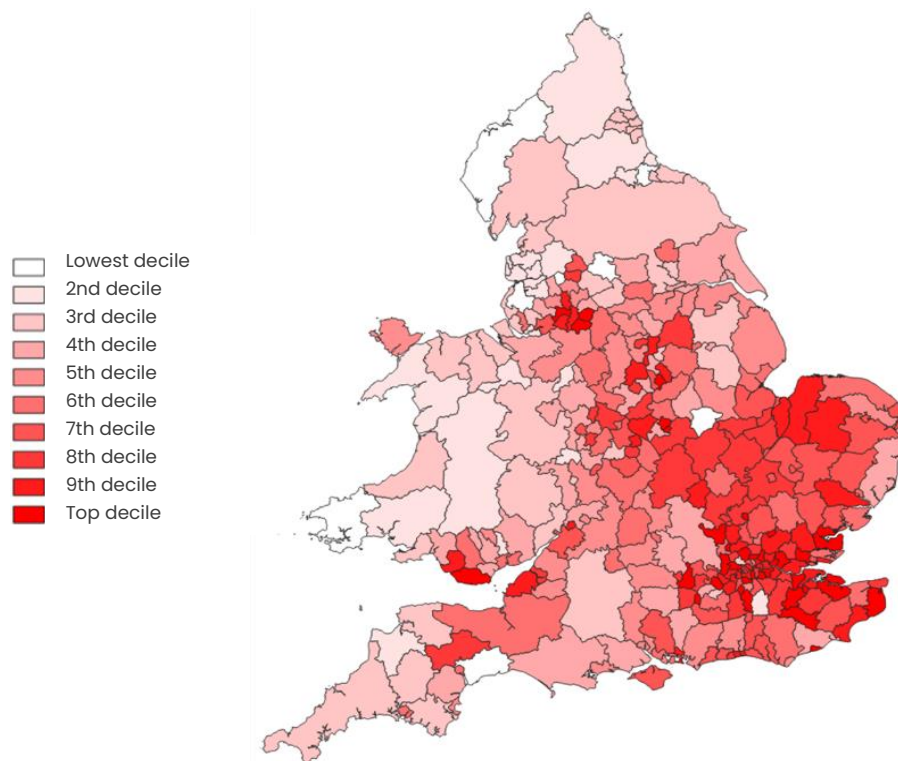 Lowest decile
2nd decile
3rd decile
4th decile
5th decile
6th decile
7th decile
8th decile
9th decile
Top decile